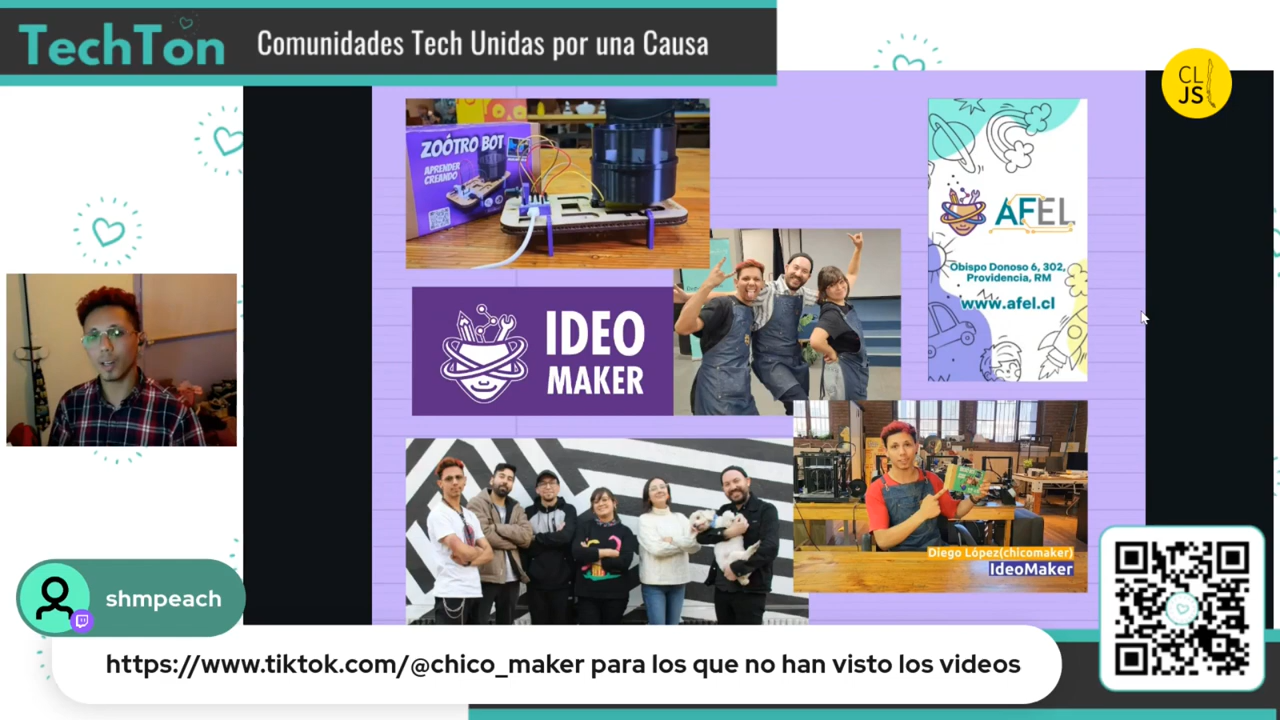 TechTon
Comunidades Tech Unidas por una Causa
CL
JS
ZOÓTRO BOT
APRENDER
CREANDO
AFEL
Obispo Donoso 6, 302,
Providencia, RM
www.afel.cl
IDEO
MAKER
Diego López(chicomaker)
IdeoMaker
shmpeach
https://www.tiktok.com/@chico_maker para los que no han visto los videos